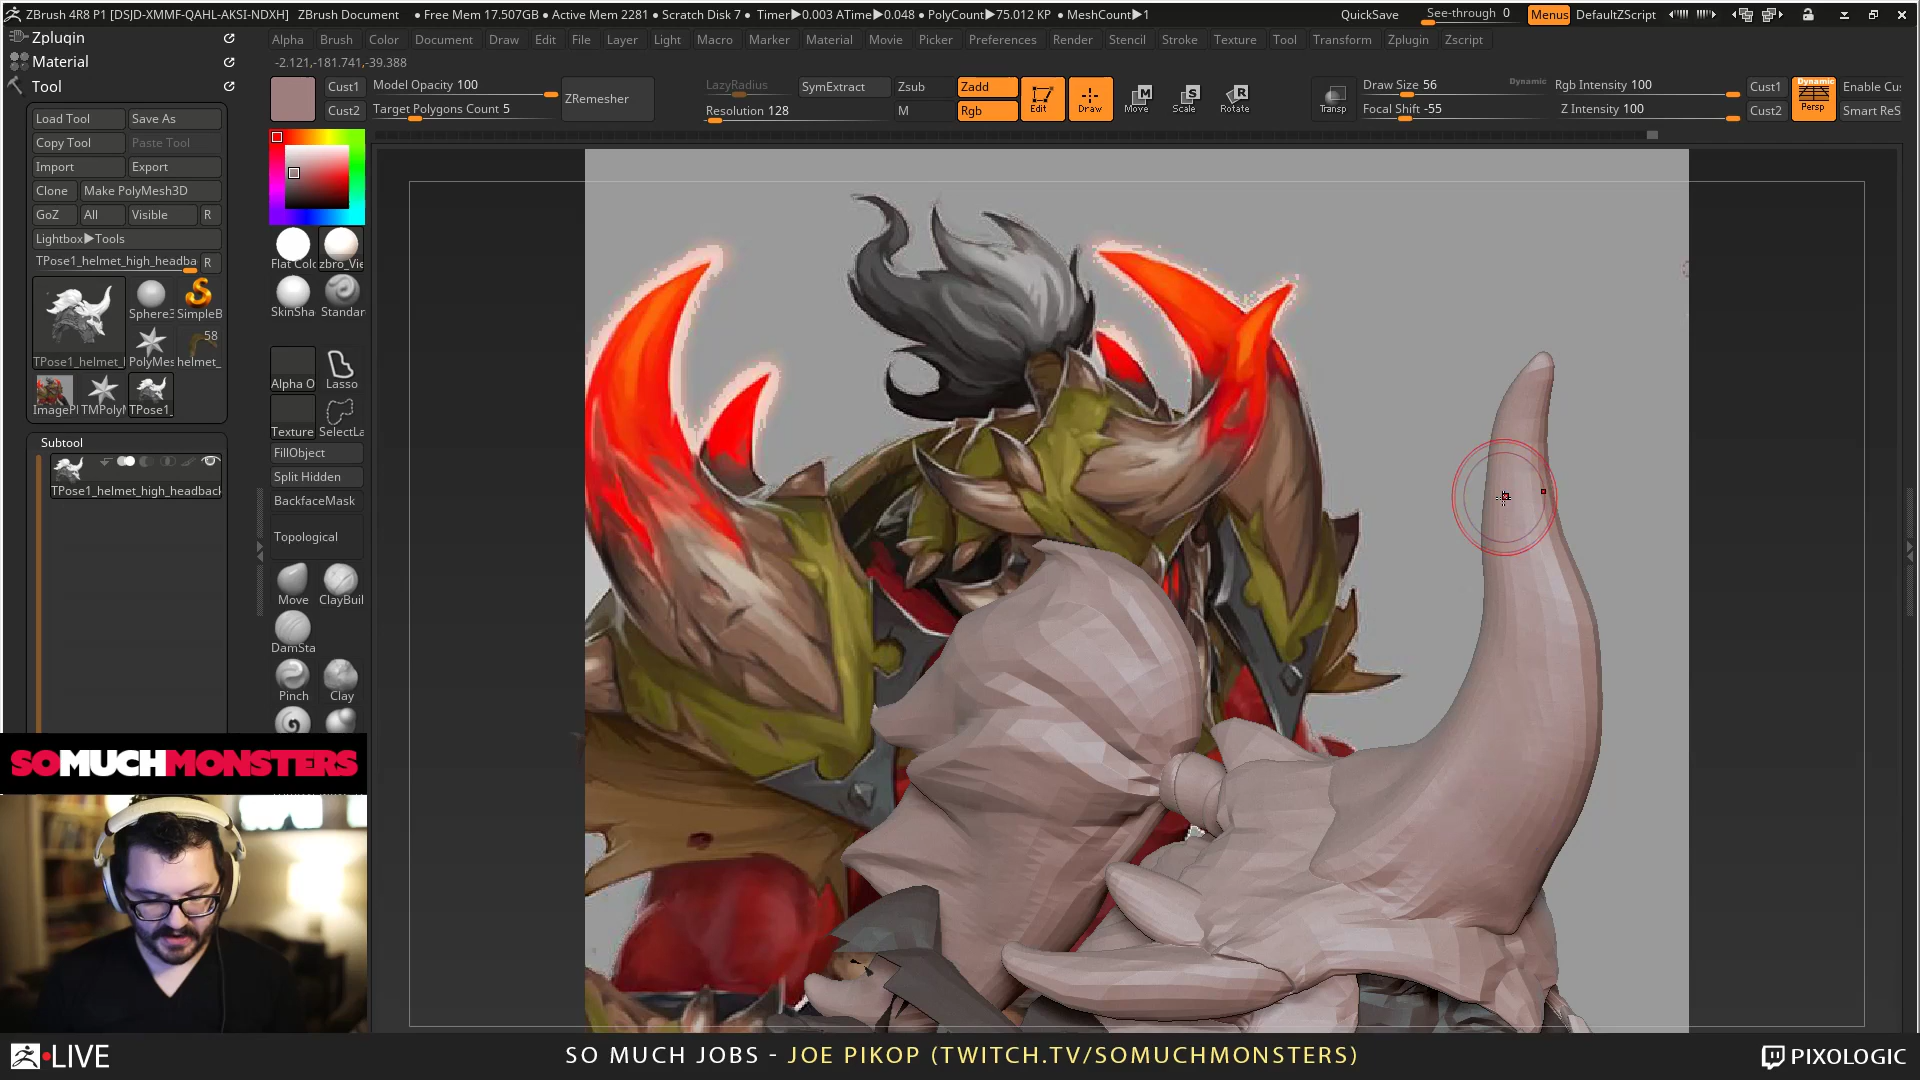 ZBrush 4R8 P1 [DSJD-XMMF-QAHL-AKSI-NDXH] ZBrush Document • Free Mem 17.507GB • Active Mem 2281 • Scratch Disk 7 • Timer▶0.003 ATime▶0.048 • PolyCount▶75.012 KP • MeshCount▶1 QuickSave See-through 0 Menus DefaultZScript
Zplugin
Material
Tool
Alpha Brush Color Document Draw Edit File Layer Light Macro Marker Material Movie Picker Preferences Render Stencil Stroke Texture Tool Transform Zplugin Zscript
-2.121,-181.741,-39.388
Cust1 Model Opacity 100 ZRemesher LazyRadius SymExtract Zsub Zadd Edit Draw Move Scale Rotate Transp Draw Size 56 Dynamic Rgb Intensity 100 Cust1 Dynamic Persp Enable Cu
Cust2 Target Polygons Count 5 Resolution 128 M Rgb Focal Shift -55 Z Intensity 100 Cust2 Smart ReS
Load Tool Save As
Copy Tool Paste Tool
Import Export
Clone Make PolyMesh3D
GoZ All Visible R
Lightbox▶Tools
TPose1_helmet_high_headba R
Sphere3 SimpleB
58
TPose1_helmet_ PolyMes helmet_
ImagePl TMPolyM TPose1_
Subtool
TPose1_helmet_high_headback
Flat Colo zbro_Vie
SkinSha Standar
Alpha O Lasso
Texture SelectLa
FillObject
Split Hidden
BackfaceMask
Topological
Move ClayBuil
DamSta
Pinch Clay
SOMUCHMONSTERS
•LIVE
SO MUCH JOBS - JOE PIKOP (TWITCH.TV/SOMUCHMONSTERS)
PIXOLOGIC